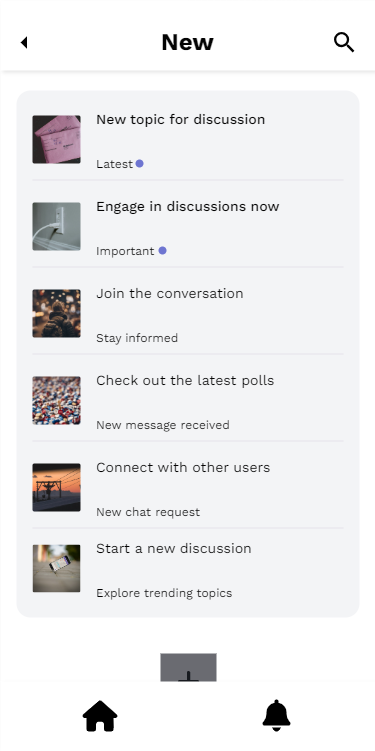 New
New topic for discussion
Latest
Engage in discussions now
Important
Join the conversation
Stay informed
Check out the latest polls
New message received
Connect with other users
New chat request
Start a new discussion
Explore trending topics